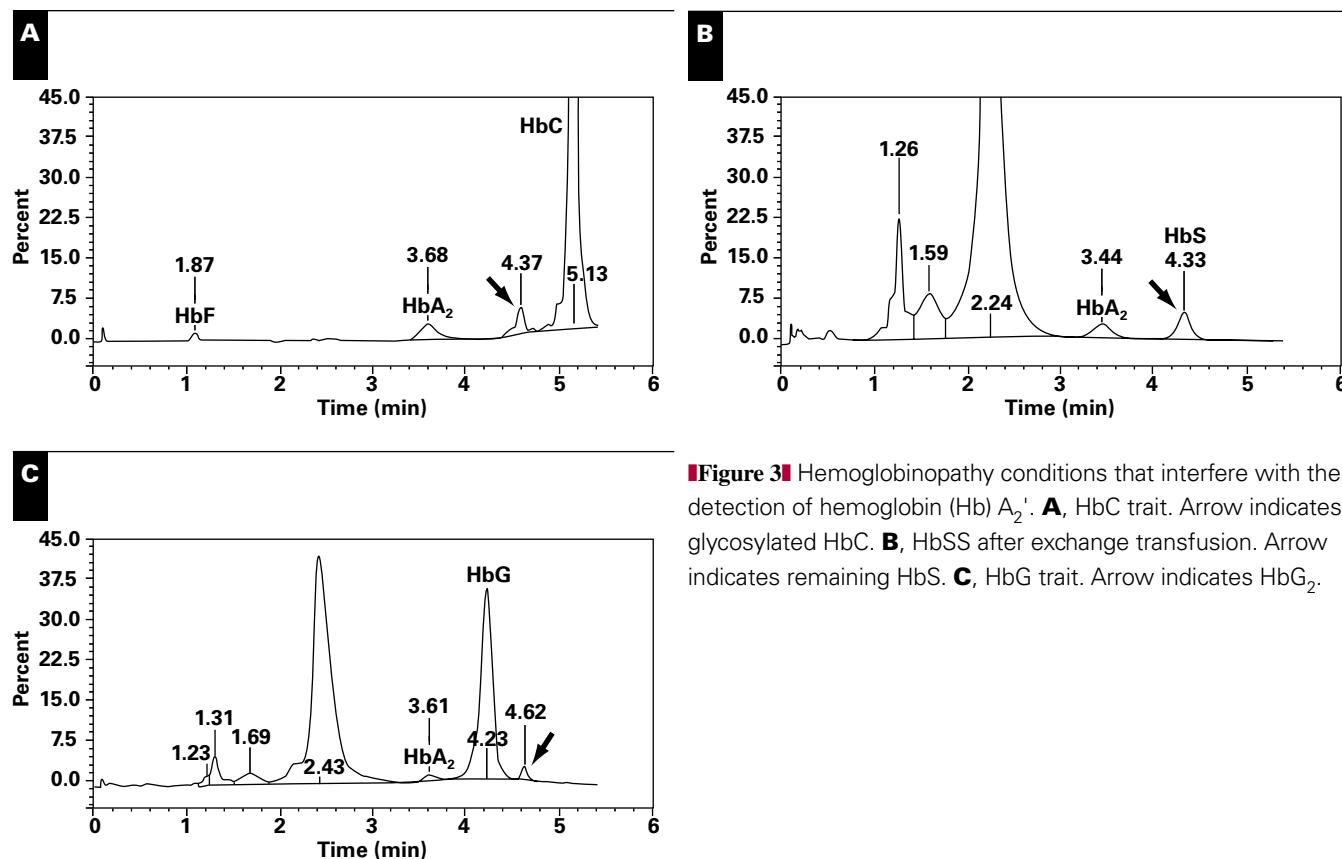 A
45.0
37.5
30.0
22.5
15.0
7.5
0.0
Percent
1.87
HbF
3.68
HbA2
4.37
HbC
5.13
0 1 2 3 4 5 6
Time (min)
B
45.0
37.5
30.0
22.5
15.0
7.5
0.0
Percent
1.26
1.59
2.24
3.44
HbA2
HbS
4.33
0 1 2 3 4 5 6
Time (min)
C
45.0
37.5
30.0
22.5
15.0
7.5
0.0
Percent
1.23
1.31
1.69
2.43
3.61
HbA2
HbG
4.23
4.62
0 1 2 3 4 5 6
Time (min)
Figure 3 Hemoglobinopathy conditions that interfere with the
detection of hemoglobin (Hb) A2'. A, HbC trait. Arrow indicates
glycosylated HbC. B, HbSS after exchange transfusion. Arrow
indicates remaining HbS. C, HbG trait. Arrow indicates HbG2.